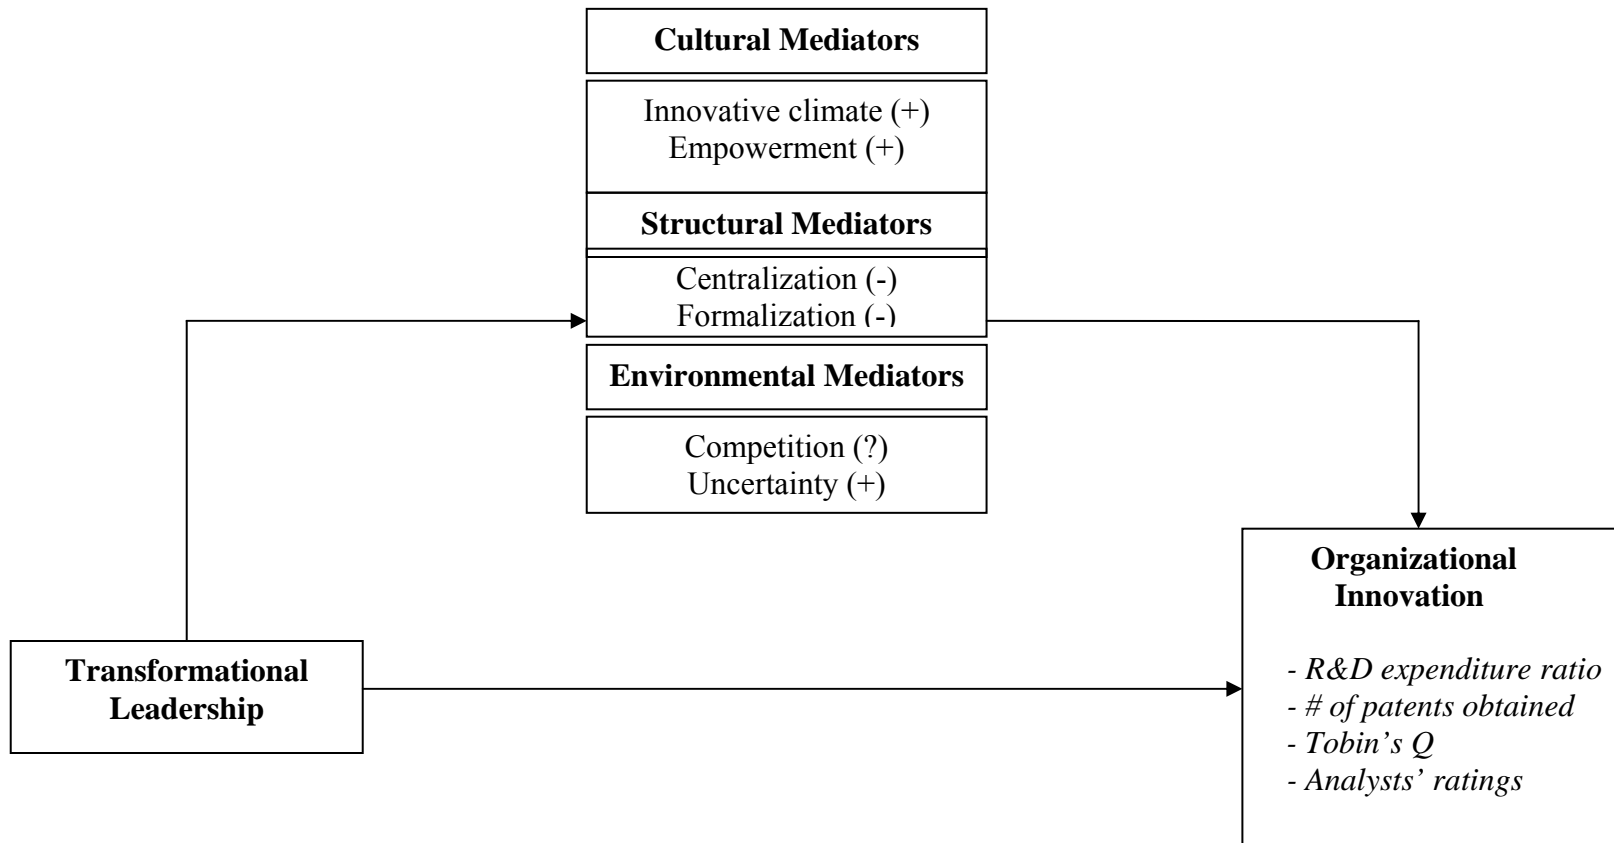 Cultural Mediators
Innovative climate (+)
Empowerment (+)
Structural Mediators
Centralization (-)
Formalization (-)
Environmental Mediators
Competition (?)
Uncertainty (+)
Transformational
Leadership
Organizational
Innovation
- R&D expenditure ratio
- # of patents obtained
- Tobin’s Q
- Analysts’ ratings